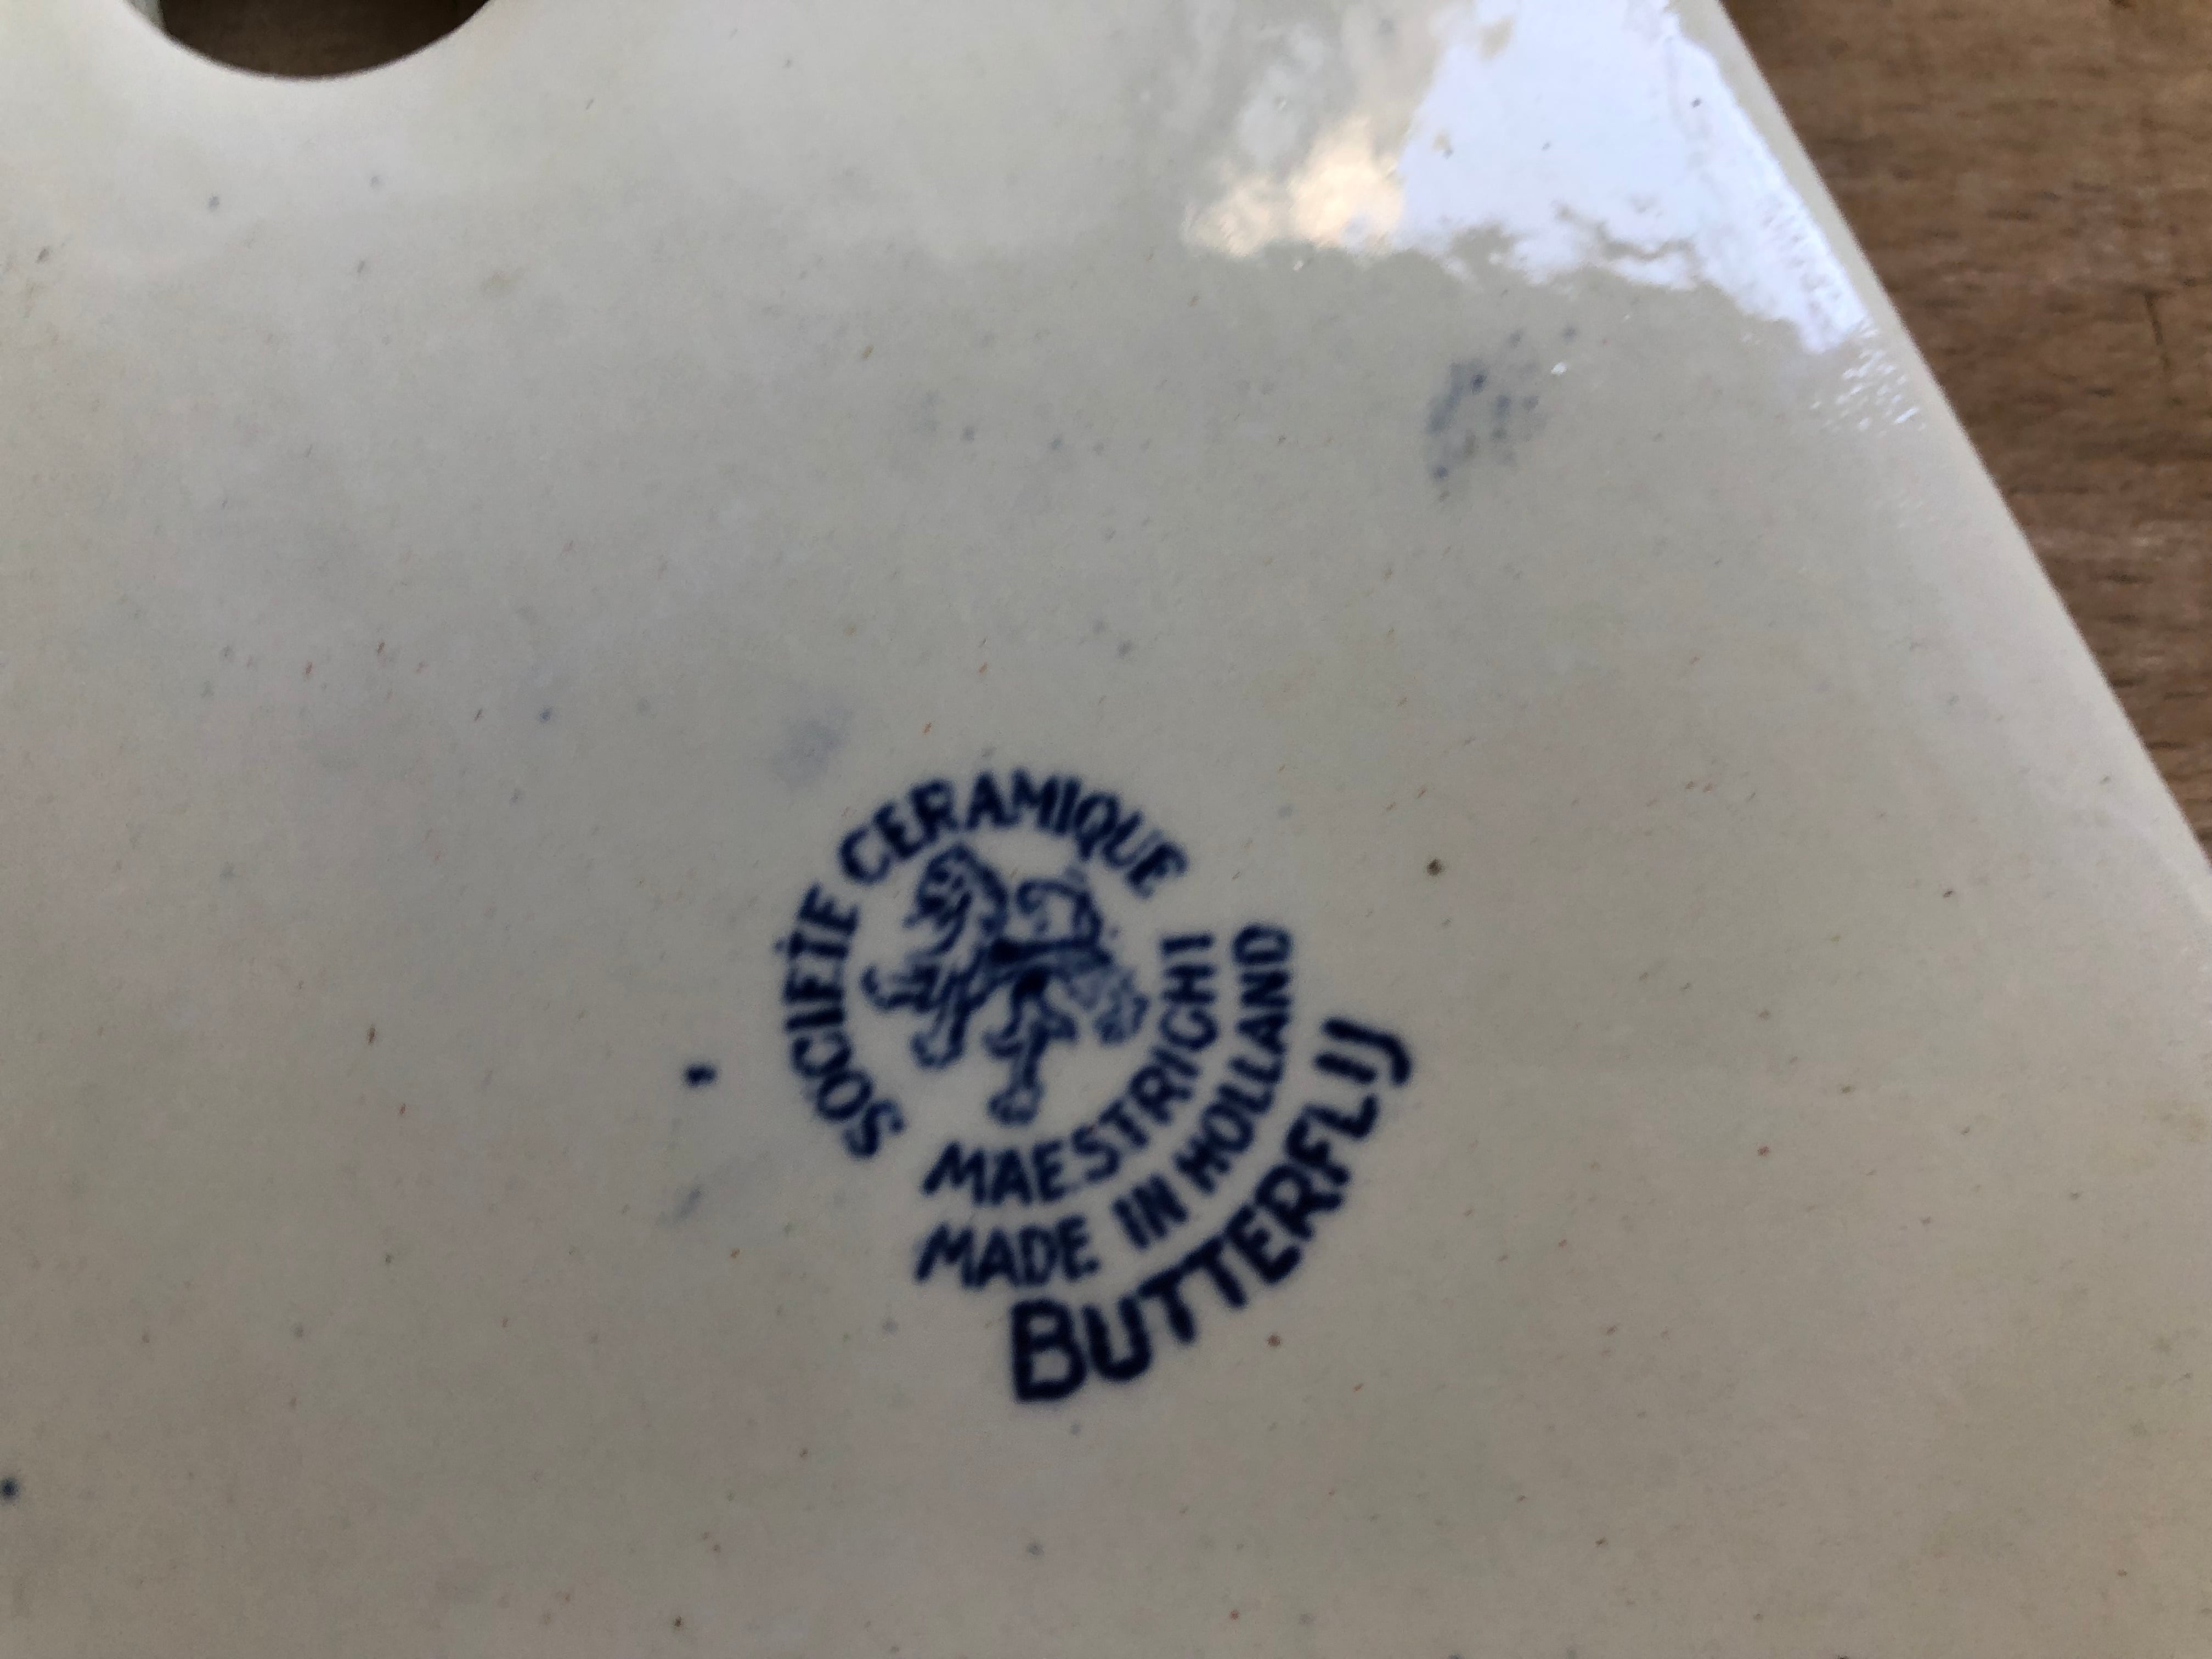 SOCIÉTÉ CERAMIQUE
MAESTRICHT
MADE IN HOLLAND
BUTTERFLIJ